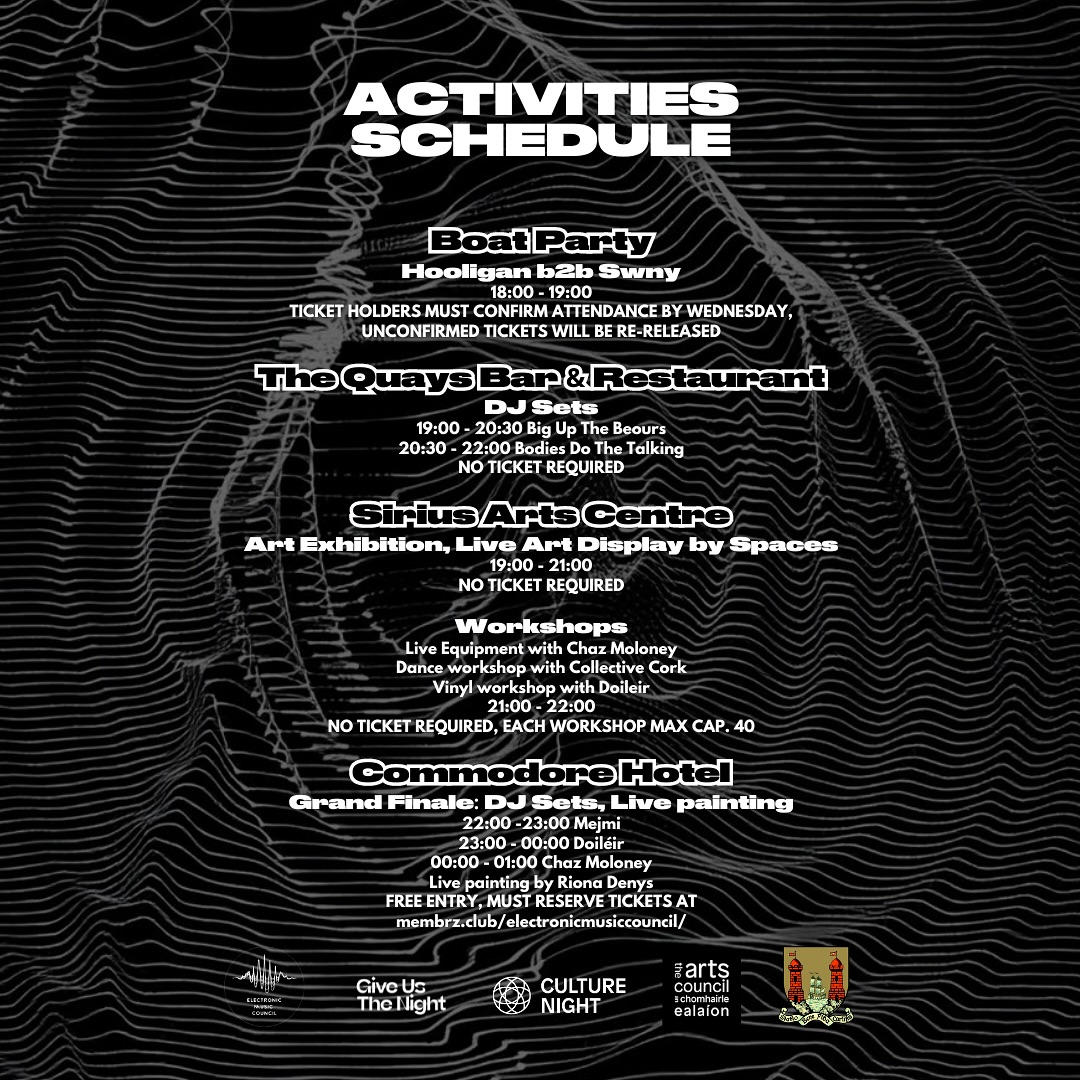 ACTIVITIES
SCHEDULE
Boat Party
Hooligan b2b Swny
18:00 - 19:00
TICKET HOLDERS MUST CONFIRM ATTENDANCE BY WEDNESDAY,
UNCONFIRMED TICKETS WILL BE RE-RELEASED
The Quays Bar & Restaurant
DJ Sets
19:00 - 20:30 Big Up The Beours
20:30 - 22:00 Bodies Do The Talking
NO TICKET REQUIRED
Sirius Arts Centre
Art Exhibition, Live Art Display by Spaces
19:00 - 21:00
NO TICKET REQUIRED
Workshops
Live Equipment with Chaz Moloney
Dance workshop with Collective Cork
Vinyl workshop with Doileir
21:00 - 22:00
NO TICKET REQUIRED, EACH WORKSHOP MAX CAP. 40
Commodore Hotel
Grand Finale: DJ Sets, Live painting
22:00 -23:00 Mejmi
23:00 - 00:00 Doiléir
00:00 - 01:00 Chaz Moloney
Live painting by Riona Denys
FREE ENTRY, MUST RESERVE TICKETS AT
membrz.club/electronicmusiccouncil/
ELECTRONIC
MUSIC
COUNCIL
Give Us
The Night
CULTURE
NIGHT
the arts
council
an chomhairle
ealaíon